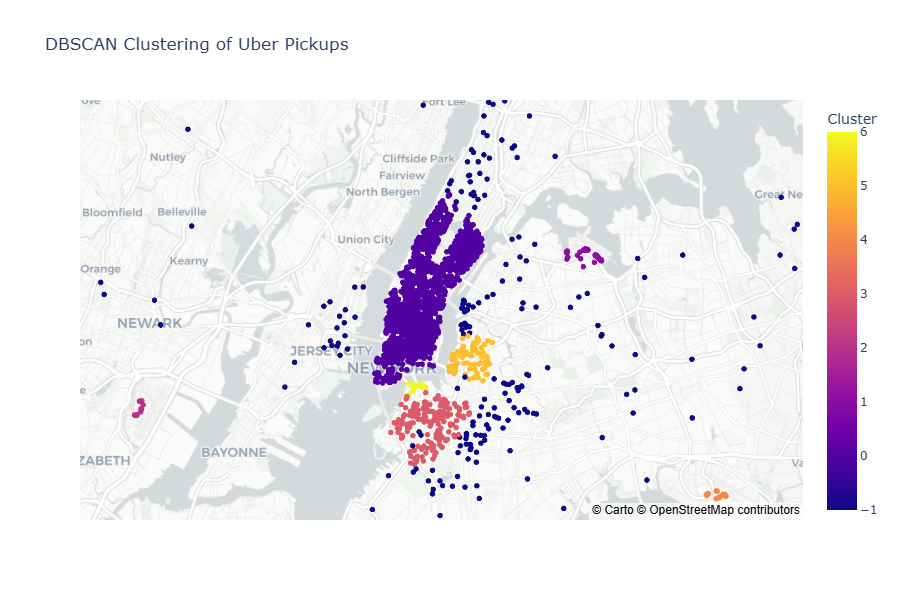 DBSCAN Clustering of Uber Pickups
Cluster
ove
Fort Lee
6
Nutley
Cliffside Park
Fairview
5
North Bergen
Great Ne
Bloomfield
Belleville
Union City
4
Kearny
Orange
3
NEWARK
on
JERSEY CITY
2
NEW YORK
e
1
BAYONNE
ZABETH
Va
0
© Carto © OpenStreetMap contributors
−1